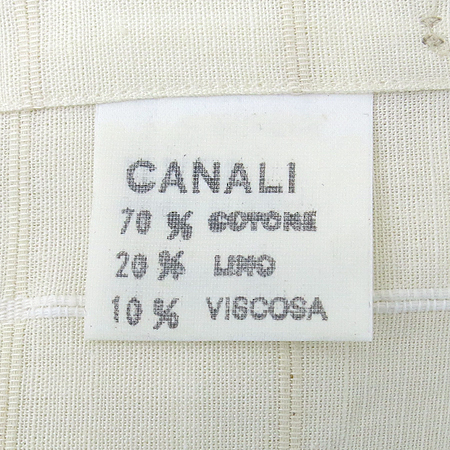 CANALI
70 % COTONE
20 % LINO
10 % VISCOSA